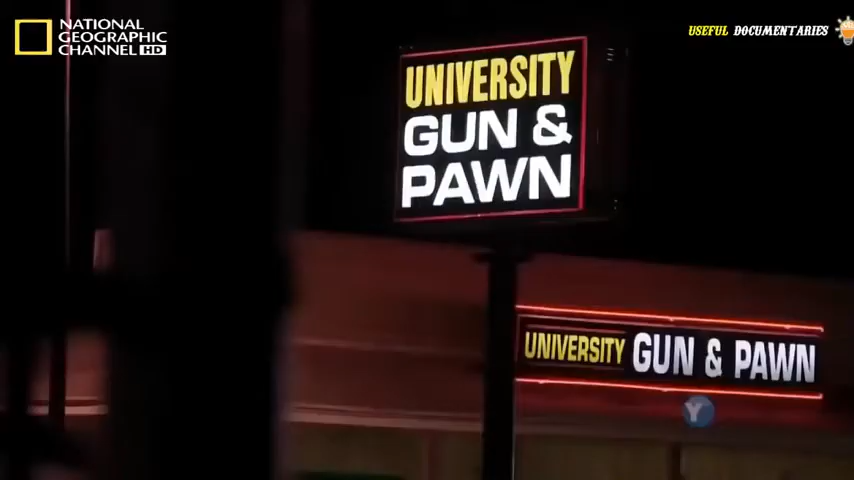 NATIONAL
GEOGRAPHIC
CHANNEL HD
USEFUL DOCUMENTARIES
UNIVERSITY
GUN &
PAWN
UNIVERSITY GUN & PAWN
Y